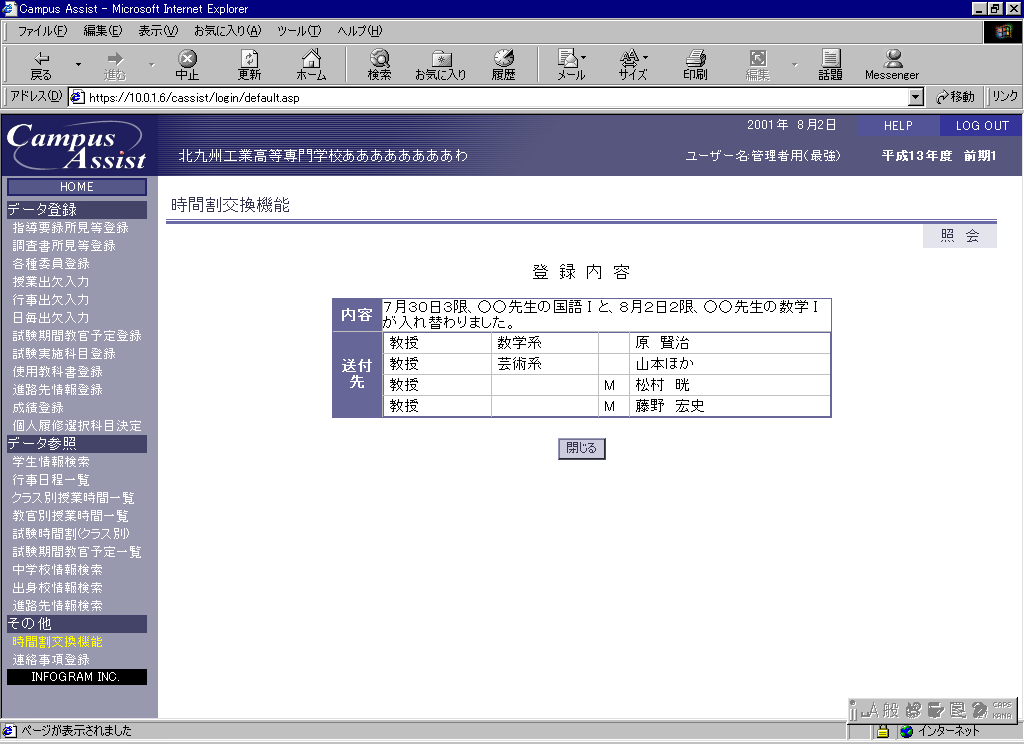 Campus Assist - Microsoft Internet Explorer
ファイル(F) 編集(E) 表示(V) お気に入り(A) ツール(T) ヘルプ(H)
戻る 進む 中止 更新 ホーム 検索 お気に入り 履歴 メール サイズ 印刷 編集 話題 Messenger
アドレス(D) https://10.0.1.6/cassist/login/default.asp 移動 リンク
Campus Assist
2001年 8月2日 HELP LOG OUT
北九州工業高等専門学校ああああああああわ ユーザー名:管理者用(最強) 平成13年度 前期1
HOME
データ登録
指導要録所見等登録
調査書所見等登録
各種委員登録
授業出欠入力
行事出欠入力
日毎出欠入力
試験期間教官予定登録
試験実施科目登録
使用教科書登録
進路先情報登録
成績登録
個人履修選択科目決定
データ参照
学生情報検索
行事日程一覧
クラス別授業時間一覧
教官別授業時間一覧
試験時間割(クラス別)
試験期間教官予定一覧
中学校情報検索
出身校情報検索
進路先情報検索
その他
時間割交換機能
連絡事項登録
INFOGRAM INC.
時間割交換機能
照 会
登 録 内 容
内容 7月30日3限、〇〇先生の国語Ⅰと、8月2日2限、〇〇先生の数学Ⅰ
が入れ替わりました。
送付先
教授 数学系 原 賢治
教授 芸術系 山本ほか
教授 M 松村 晄
教授 M 藤野 宏史
閉じる
A 般 CAPS KANA
ページが表示されました インターネット